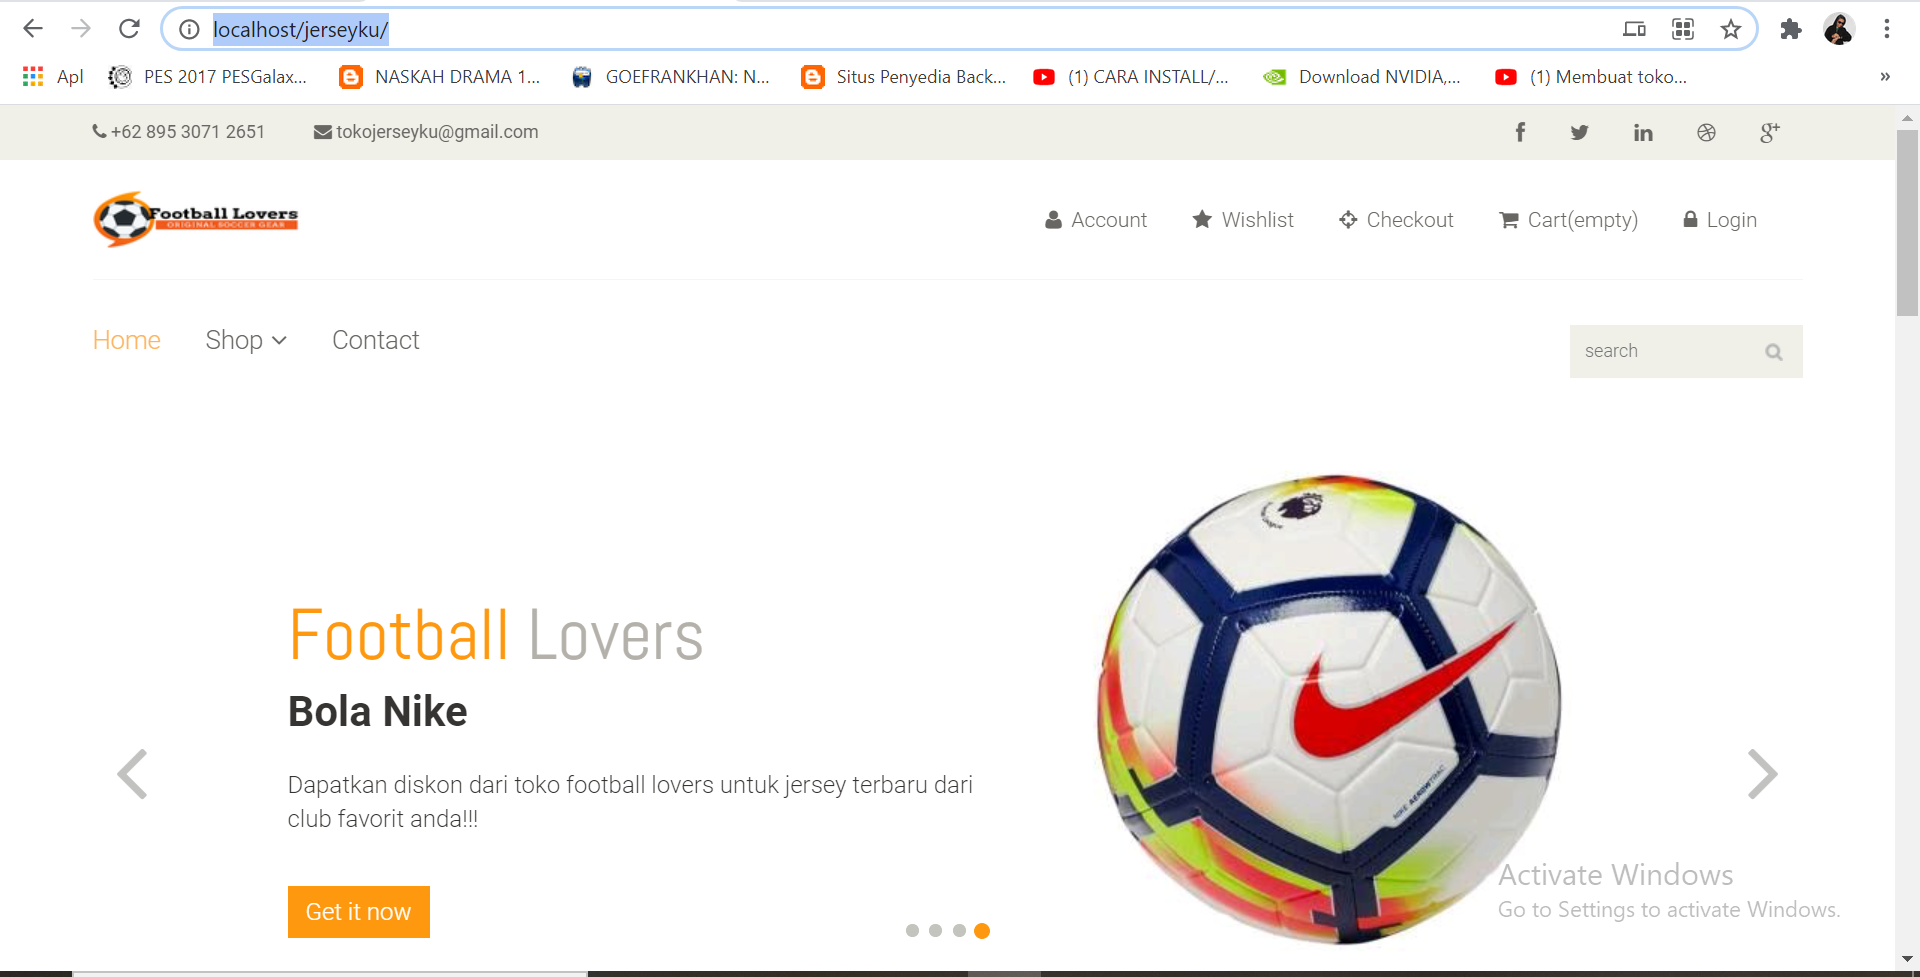 localhost/jerseyku/
Apl PES 2017 PESGalax... NASKAH DRAMA 1... GOEFRANKHAN: N... Situs Penyedia Back... (1) CARA INSTALL/... Download NVIDIA,... (1) Membuat toko... »
+62 895 3071 2651 tokojerseyku@gmail.com
Football Lovers
ORIGINAL SOCCER GEAR
Account Wishlist Checkout Cart(empty) Login
Home Shop Contact
search
Football Lovers
Bola Nike
Dapatkan diskon dari toko football lovers untuk jersey terbaru dari
club favorit anda!!!
Get it now
NIKE AEROWTRAC
Activate Windows
Go to Settings to activate Windows.